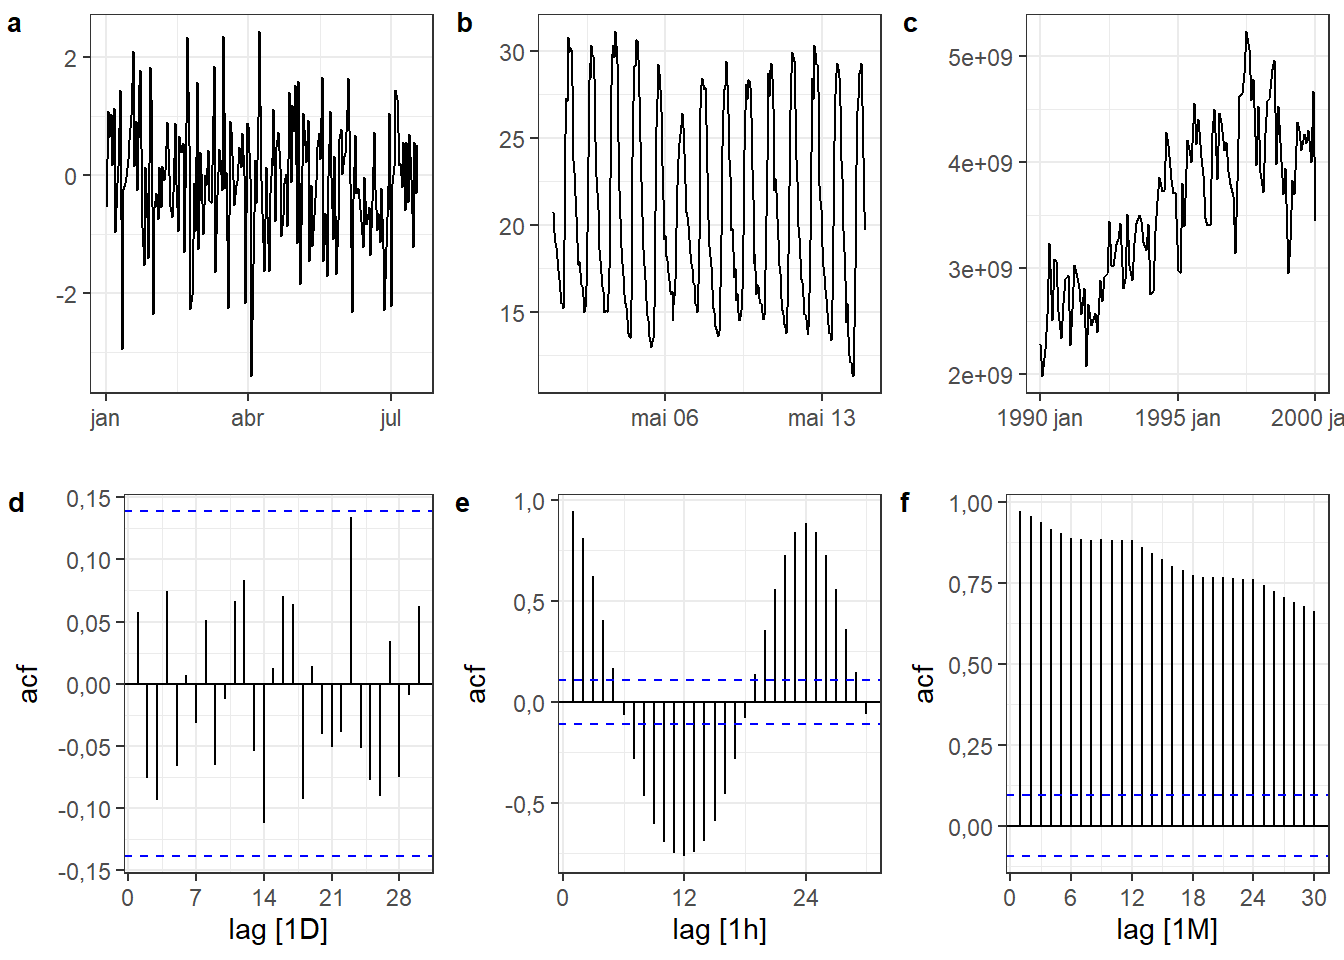 a
2
0
-2
jan
abr
jul
b
30
25
20
15
mai 06
mai 13
c
5e+09
4e+09
3e+09
2e+09
1990 jan
1995 jan
2000 ja
d
acf
0,15
0,10
0,05
0,00
-0,05
-0,10
-0,15
0
7
14
21
28
lag [1D]
e
acf
1,0
0,5
0,0
-0,5
0
12
24
lag [1h]
f
acf
1,00
0,75
0,50
0,25
0,00
0
6
12
18
24
30
lag [1M]